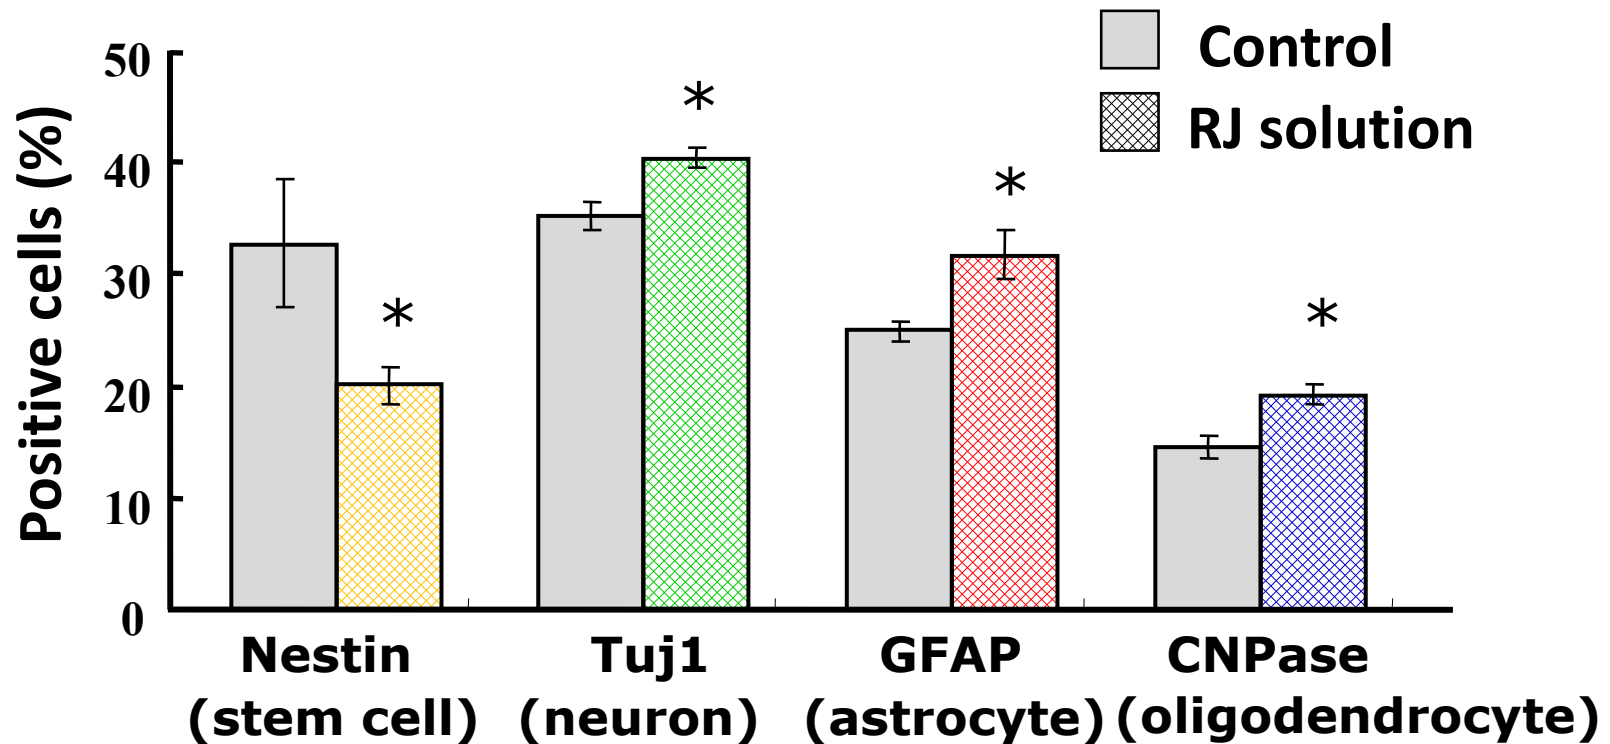 Control
RJ solution
Positive cells (%)
50
40
30
20
10
0
*
*
*
*
Nestin
(stem cell)
Tuj1
(neuron)
GFAP
(astrocyte)
CNPase
(oligodendrocyte)